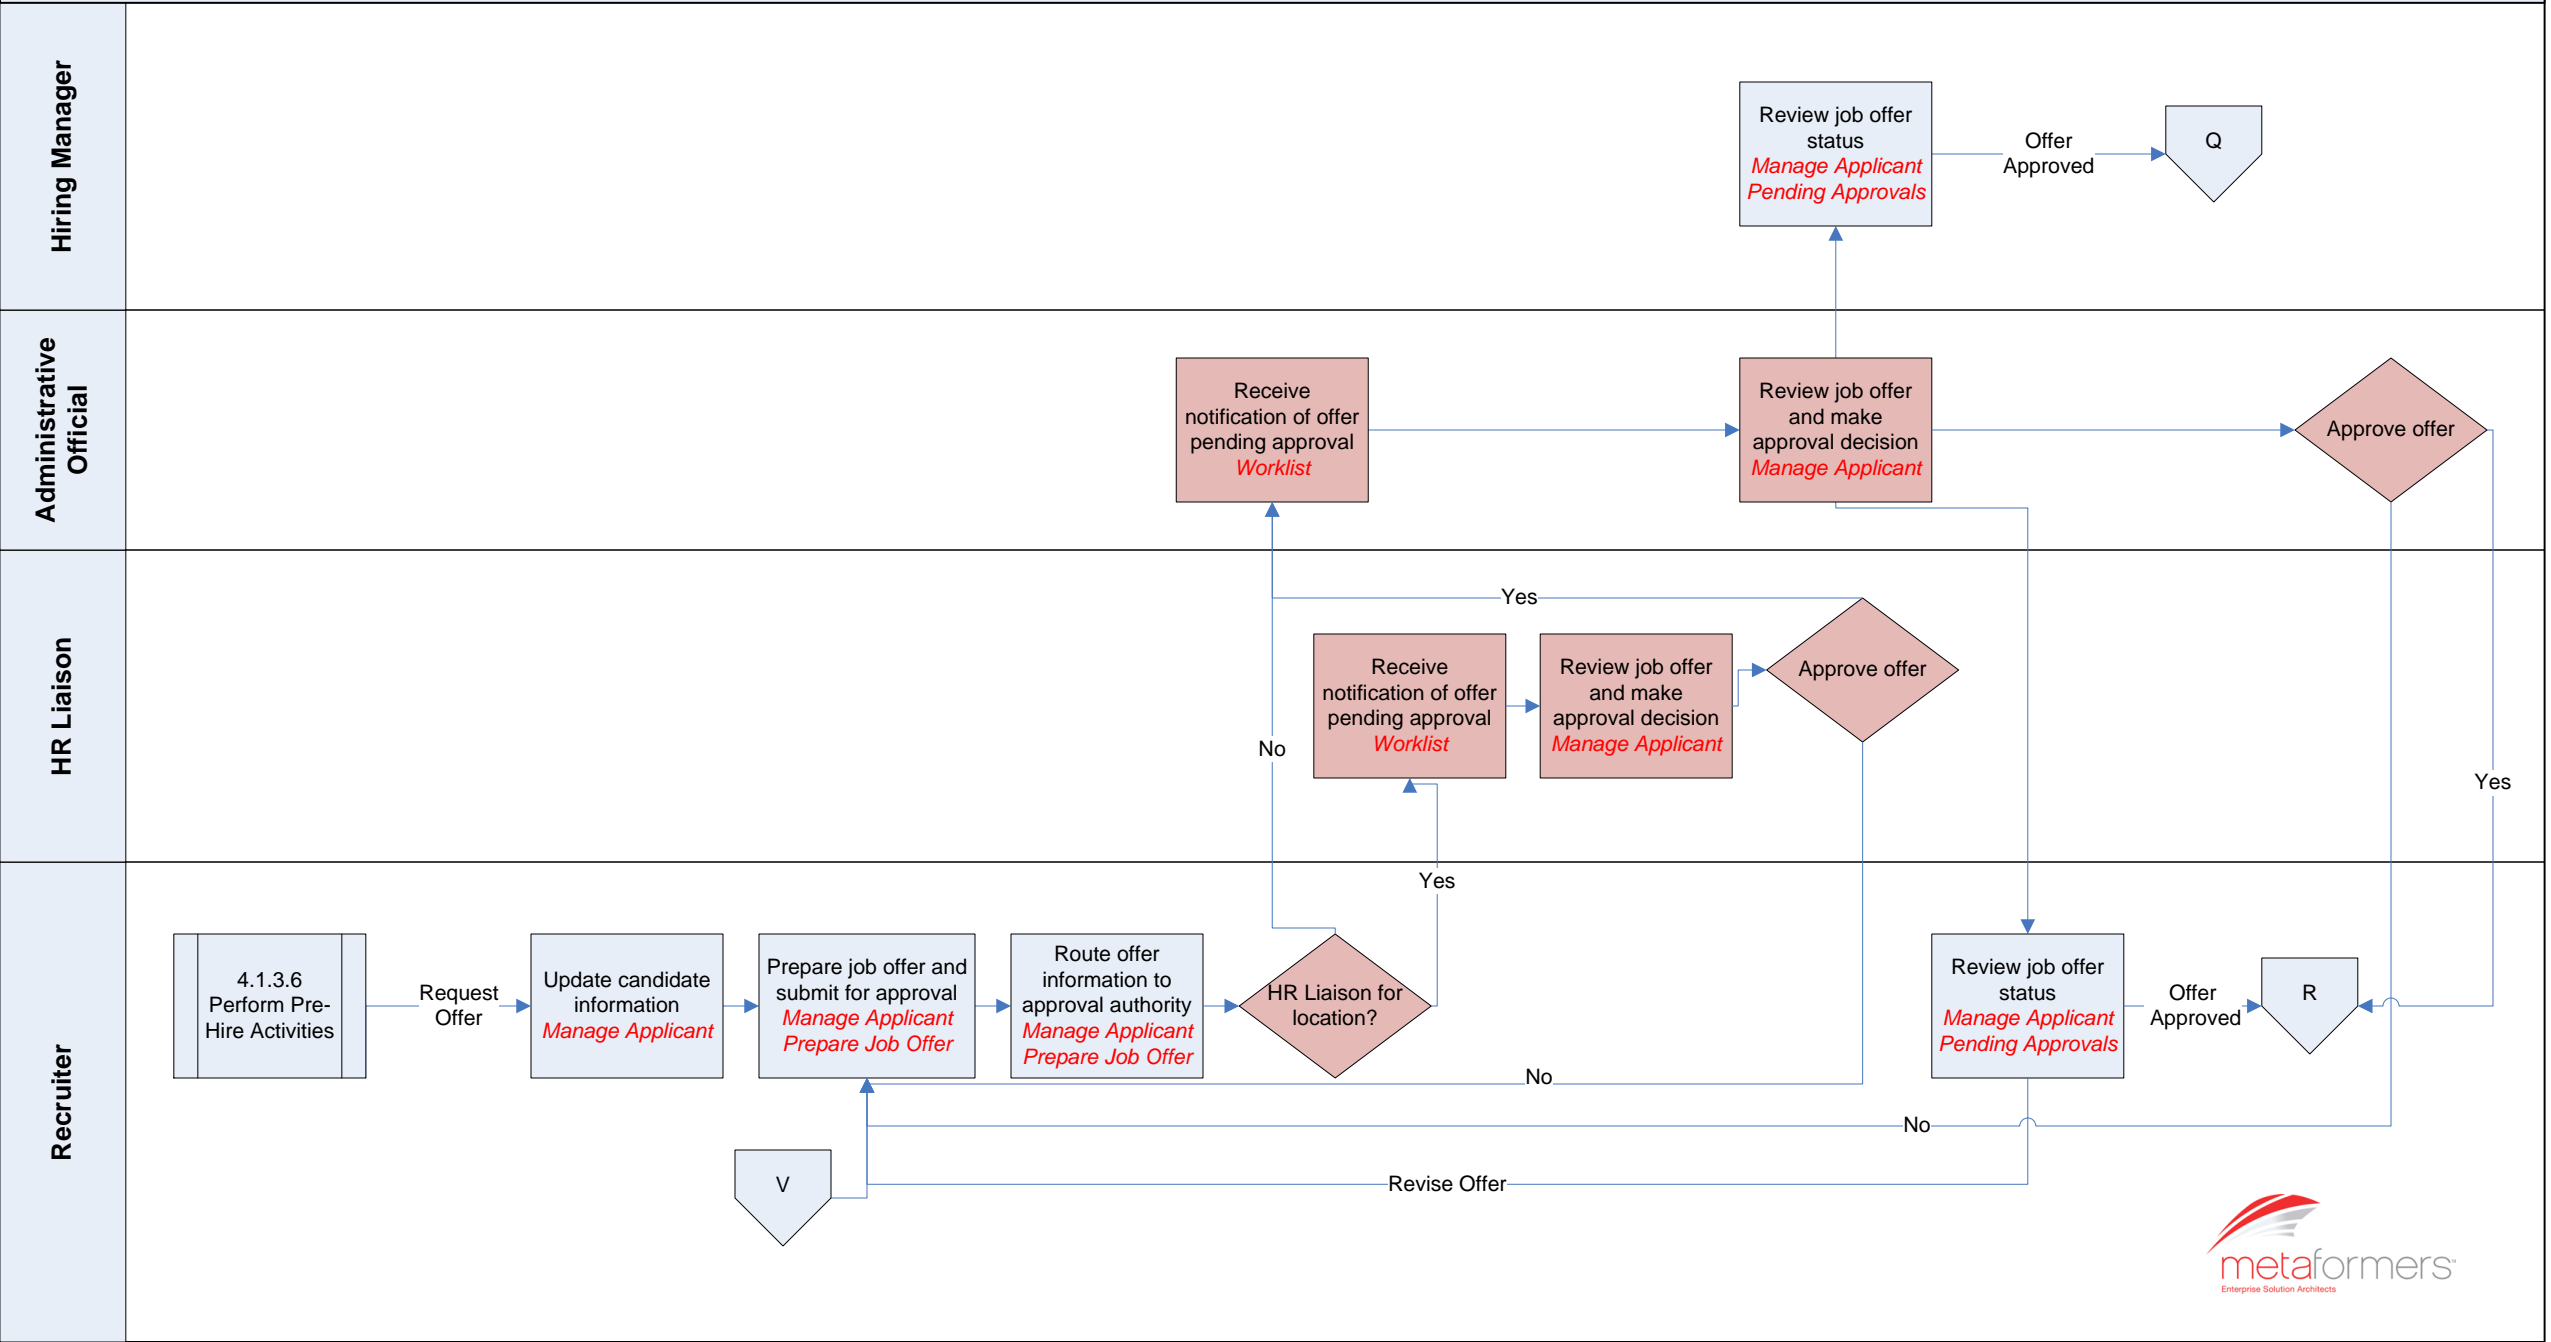 Hiring Manager
Review job offer
status
Manage Applicant
Pending Approvals
Offer
Approved
Q
Administrative
Official
Receive
notification of offer
pending approval
Worklist
Review job offer
and make
approval decision
Manage Applicant
Approve offer
HR Liaison
Yes
Receive
notification of offer
pending approval
Worklist
Review job offer
and make
approval decision
Manage Applicant
Approve offer
No
Yes
Recruiter
Yes
4.1.3.6
Perform Pre-
Hire Activities
Request
Offer
Update candidate
information
Manage Applicant
Prepare job offer and
submit for approval
Manage Applicant
Prepare Job Offer
Route offer
information to
approval authority
Manage Applicant
Prepare Job Offer
HR Liaison for
location?
Review job offer
status
Manage Applicant
Pending Approvals
Offer
Approved
R
No
No
V
Revise Offer
metaformers™
Enterprise Solution Architects